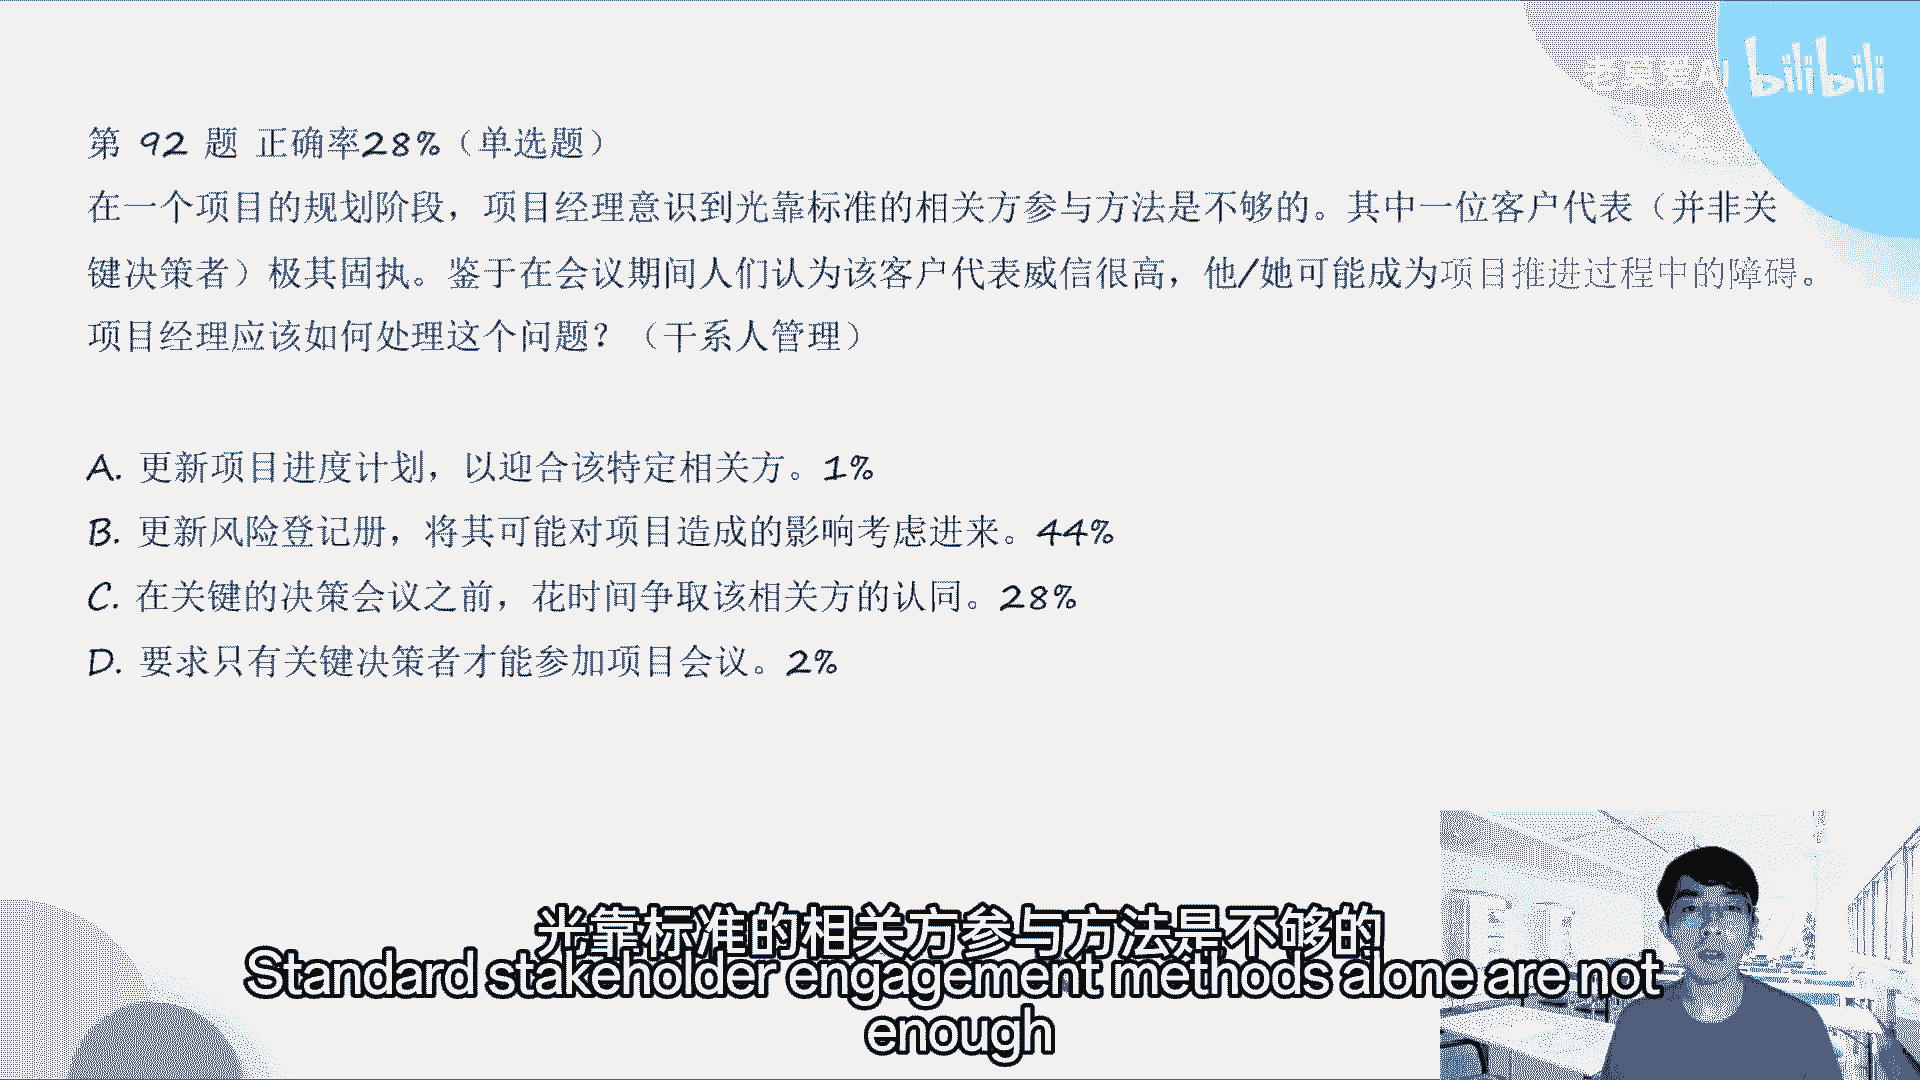 老莫爱AI bilibili
第 92 题 正确率28%（单选题）
在一个项目的规划阶段，项目经理意识到光靠标准的相关方参与方法是不够的。其中一位客户代表（并非关
键决策者）极其固执。鉴于在会议期间人们认为该客户代表威信很高，他/她可能成为项目推进过程中的障碍。
项目经理应该如何处理这个问题？（干系人管理）
A. 更新项目进度计划，以迎合该特定相关方。1%
B. 更新风险登记册，将其可能对项目造成的影响考虑进来。44%
C. 在关键的决策会议之前，花时间争取该相关方的认同。28%
D. 要求只有关键决策者才能参加项目会议。2%
光靠标准的相关方参与方法是不够的
Standard stakeholder engagement methods alone are not
enough